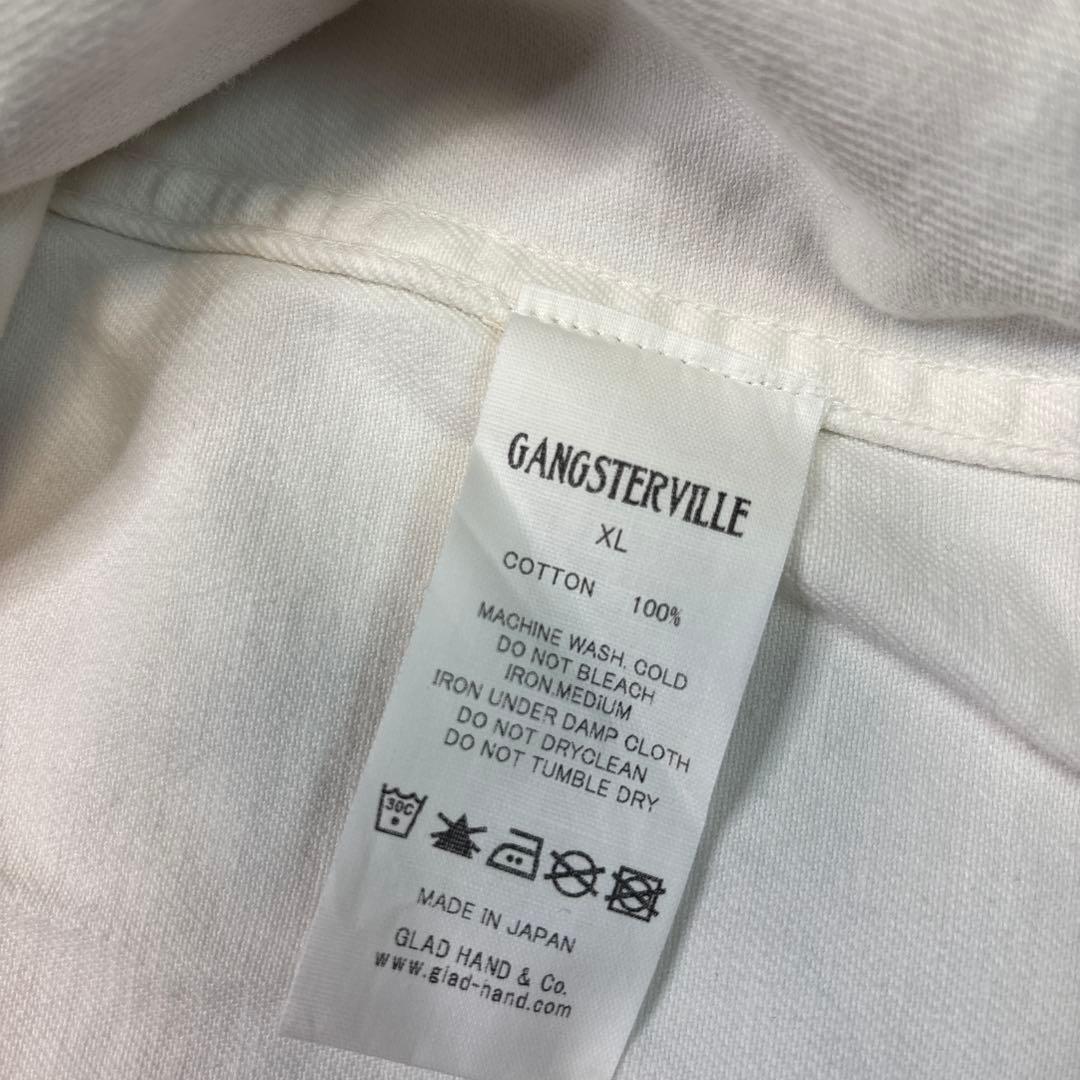 GANGSTERVILLE
XL
COTTON 100%
MACHINE WASH. COLD
DO NOT BLEACH
IRON.MEDIUM
IRON UNDER DAMP CLOTH
DO NOT DRYCLEAN
DO NOT TUMBLE DRY
30C
MADE IN JAPAN
GLAD HAND & Co.
www.glad-hand.com